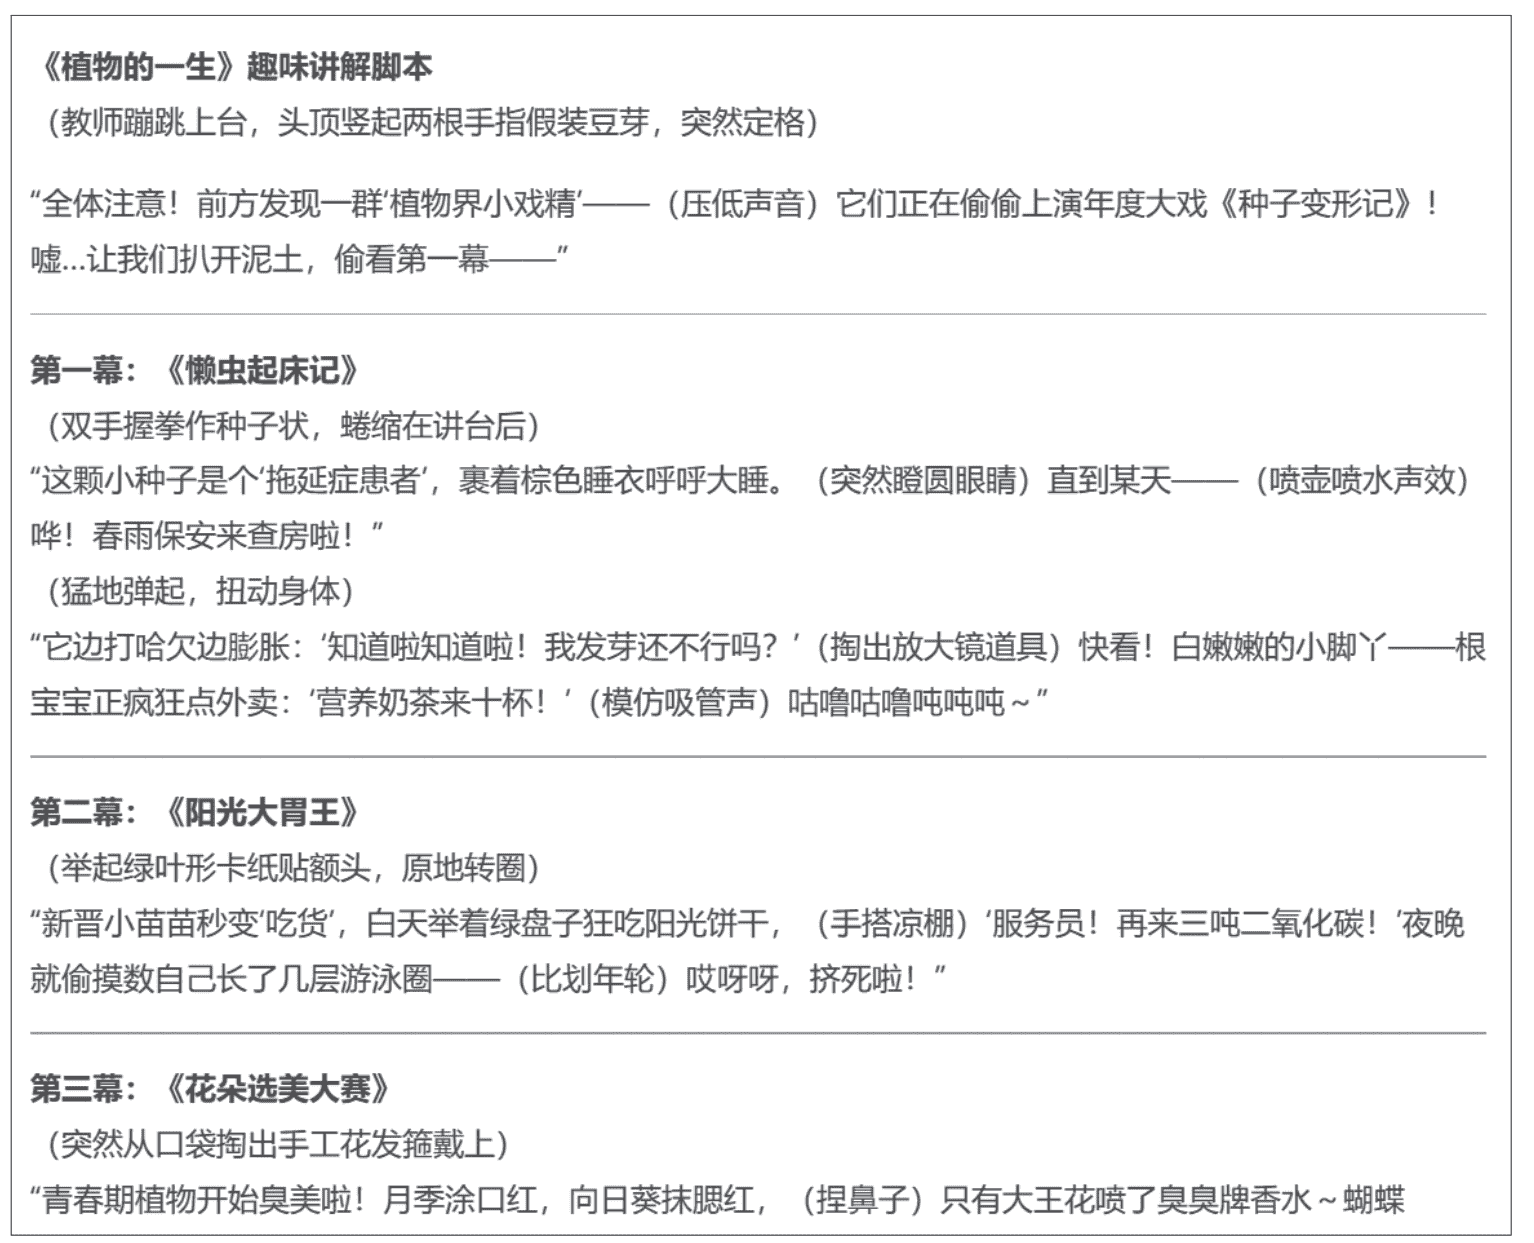 《植物的一生》趣味讲解脚本
（教师蹦跳上台，头顶竖起两根手指假装豆芽，突然定格）
“全体注意！前方发现一群‘植物界小戏精’——（压低声音）它们正在偷偷上演年度大戏《种子变形记》！
嘘...让我们扒开泥土，偷看第一幕——”
第一幕：《懒虫起床记》
（双手握拳作种子状，蜷缩在讲台后）
“这颗小种子是个‘拖延症患者’，裹着棕色睡衣呼呼大睡。（突然瞪圆眼睛）直到某天——（喷壶喷水声效）
哗！春雨保安来查房啦！”
（猛地弹起，扭动身体）
“它边打哈欠边膨胀：‘知道啦知道啦！我发芽还不行吗？’（掏出放大镜道具）快看！白嫩嫩的小脚丫——根
宝宝正疯狂点外卖：‘营养奶茶来十杯！’（模仿吸管声）咕噜咕噜吨吨吨～”
第二幕：《阳光大胃王》
（举起绿叶形卡纸贴额头，原地转圈）
“新晋小苗苗秒变‘吃货’，白天举着绿盘子狂吃阳光饼干，（手搭凉棚）‘服务员！再来三吨二氧化碳！’夜晚
就偷摸数自己长了几层游泳圈——（比划年轮）哎呀呀，挤死啦！”
第三幕：《花朵选美大赛》
（突然从口袋掏出手工花发箍戴上）
“青春期植物开始臭美啦！月季涂口红，向日葵抹腮红，（捏鼻子）只有大王花喷了臭臭牌香水～蝴蝶